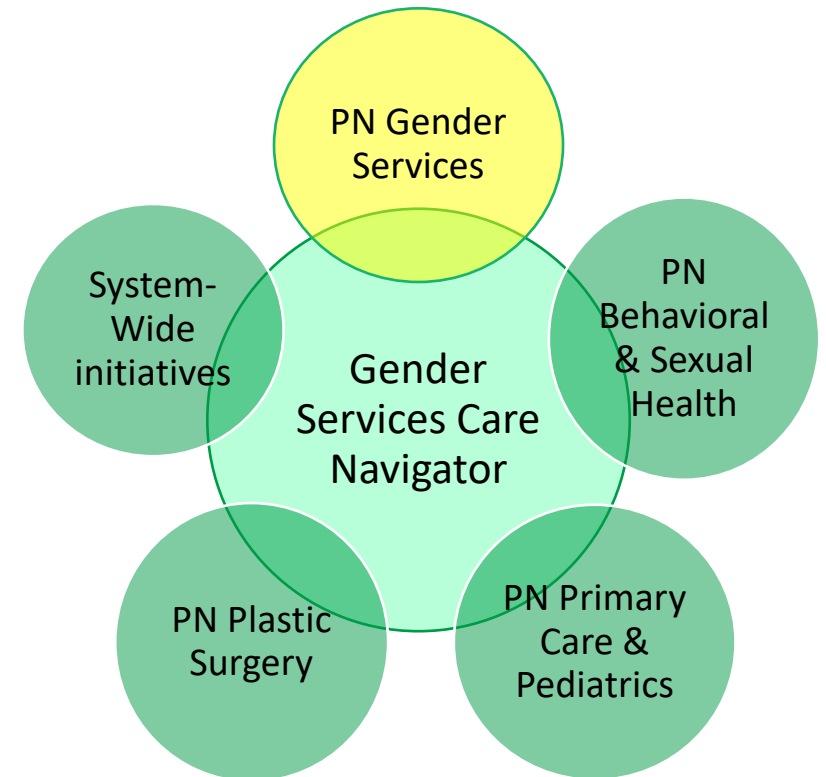 PN Gender
Services
System-
Wide
initiatives
PN
Behavioral
& Sexual
Health
Gender
Services Care
Navigator
PN Plastic
Surgery
PN Primary
Care &
Pediatrics